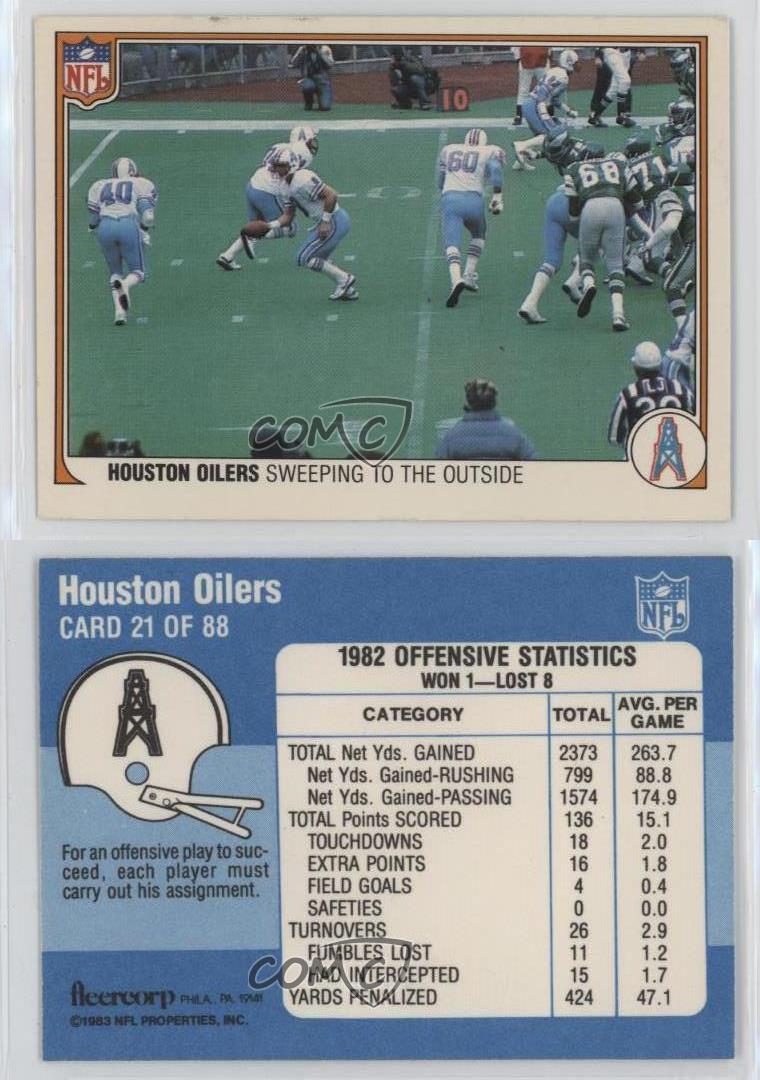 NFL
10
40
60
68
71
LJ
COMC
HOUSTON OILERS SWEEPING TO THE OUTSIDE
Houston Oilers
CARD 21 OF 88
NFL
1982 OFFENSIVE STATISTICS
WON 1—LOST 8
CATEGORY TOTAL AVG. PER GAME
TOTAL Net Yds. GAINED 2373 263.7
Net Yds. Gained-RUSHING 799 88.8
Net Yds. Gained-PASSING 1574 174.9
TOTAL Points SCORED 136 15.1
TOUCHDOWNS 18 2.0
EXTRA POINTS 16 1.8
FIELD GOALS 4 0.4
SAFETIES 0 0.0
TURNOVERS 26 2.9
FUMBLES LOST 11 1.2
HAD INTERCEPTED 15 1.7
YARDS PENALIZED 424 47.1
For an offensive play to suc-
ceed, each player must
carry out his assignment.
COMC
fleercorp PHILA., PA. 19141
©1983 NFL PROPERTIES, INC.